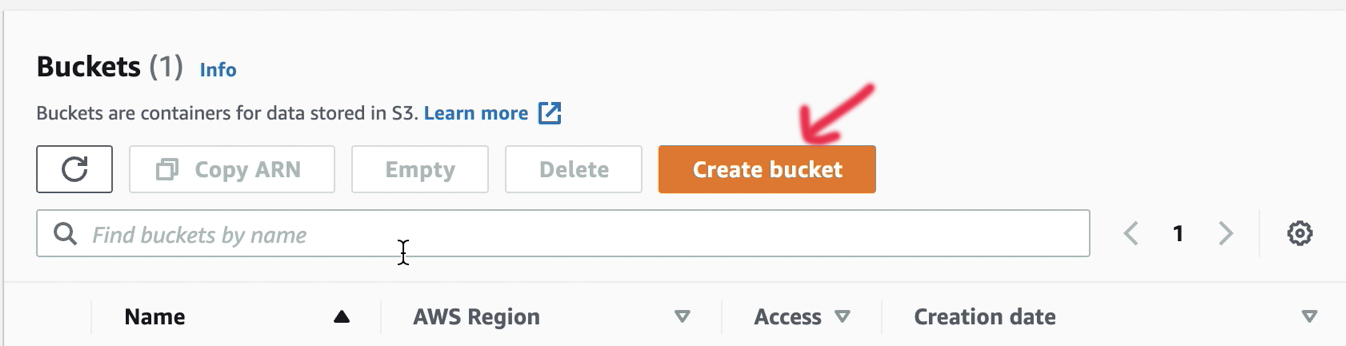 Buckets (1) Info
Buckets are containers for data stored in S3. Learn more
Copy ARN Empty Delete Create bucket
Find buckets by name 1
Name AWS Region Access Creation date